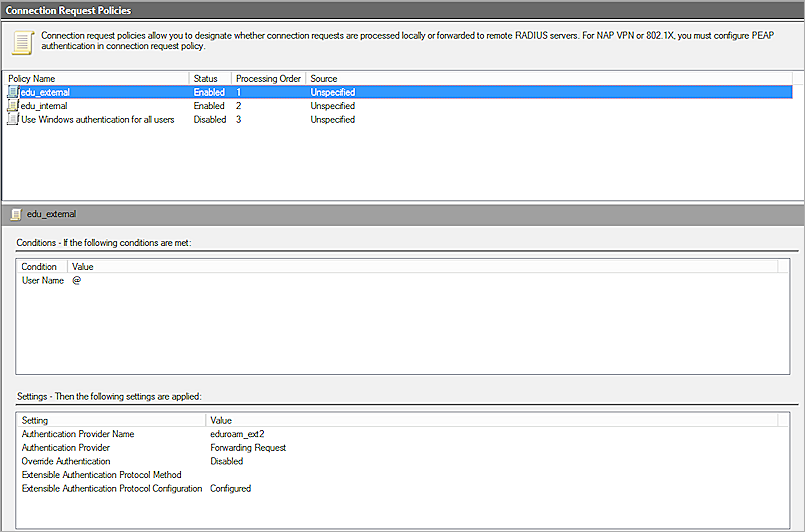 Connection Request Policies
Connection request policies allow you to designate whether connection requests are processed locally or forwarded to remote RADIUS servers. For NAP VPN or 802.1X, you must configure PEAP
authentication in connection request policy.
Policy Name Status Processing Order Source
edu_external Enabled 1 Unspecified
edu_internal Enabled 2 Unspecified
Use Windows authentication for all users Disabled 3 Unspecified
edu_external
Conditions - If the following conditions are met:
Condition Value
User Name @
Settings - Then the following settings are applied:
Setting Value
Authentication Provider Name eduroam_ext2
Authentication Provider Forwarding Request
Override Authentication Disabled
Extensible Authentication Protocol Method
Extensible Authentication Protocol Configuration Configured